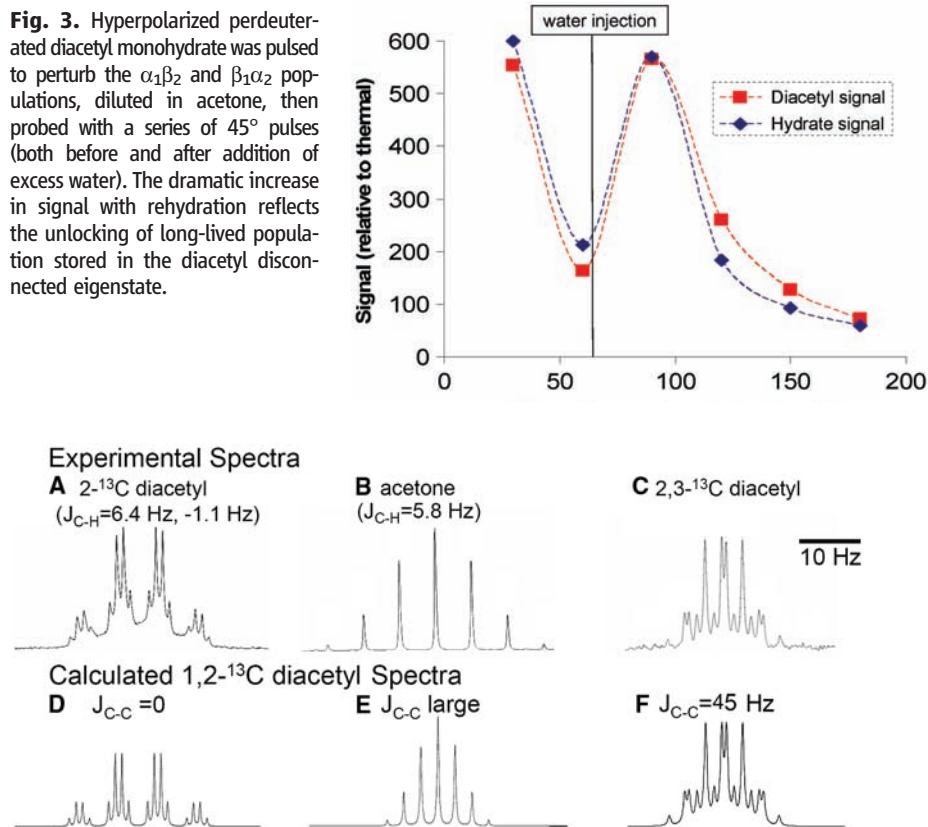 Fig. 3. Hyperpolarized perdeuter-
ated diacetyl monohydrate was pulsed
to perturb the α₁β₂ and β₁α₂ pop-
ulations, diluted in acetone, then
probed with a series of 45° pulses
(both before and after addition of
excess water). The dramatic increase
in signal with rehydration reflects
the unlocking of long-lived popula-
tion stored in the diacetyl discon-
nected eigenstate.
water injection
Signal (relative to thermal)
600
500
400
300
200
100
0
0 50 100 150 200
Diacetyl signal
Hydrate signal
Experimental Spectra
A 2-¹³C diacetyl
(J_C-H=6.4 Hz, -1.1 Hz)
B acetone
(J_C-H=5.8 Hz)
C 2,3-¹³C diacetyl
10 Hz
Calculated 1,2-¹³C diacetyl Spectra
D J_C-C =0
E J_C-C large
F J_C-C=45 Hz